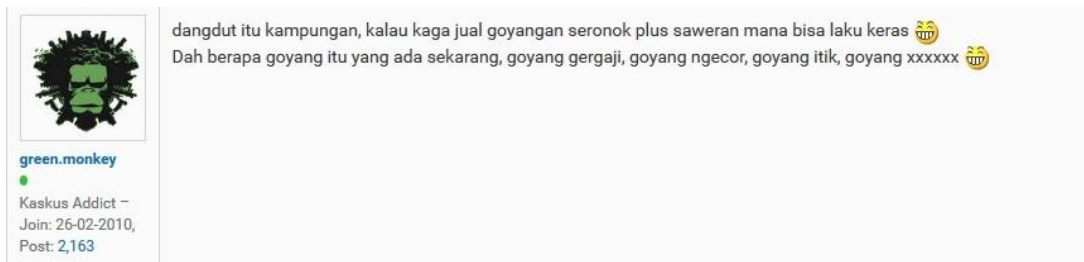 dangdut itu kampungan, kalau kaga jual goyangan seronok plus saweran mana bisa laku keras
Dah berapa goyang itu yang ada sekarang, goyang gergaji, goyang ngecor, goyang itik, goyang xxxxxx
green.monkey
Kaskus Addict –
Join: 26-02-2010,
Post: 2,163